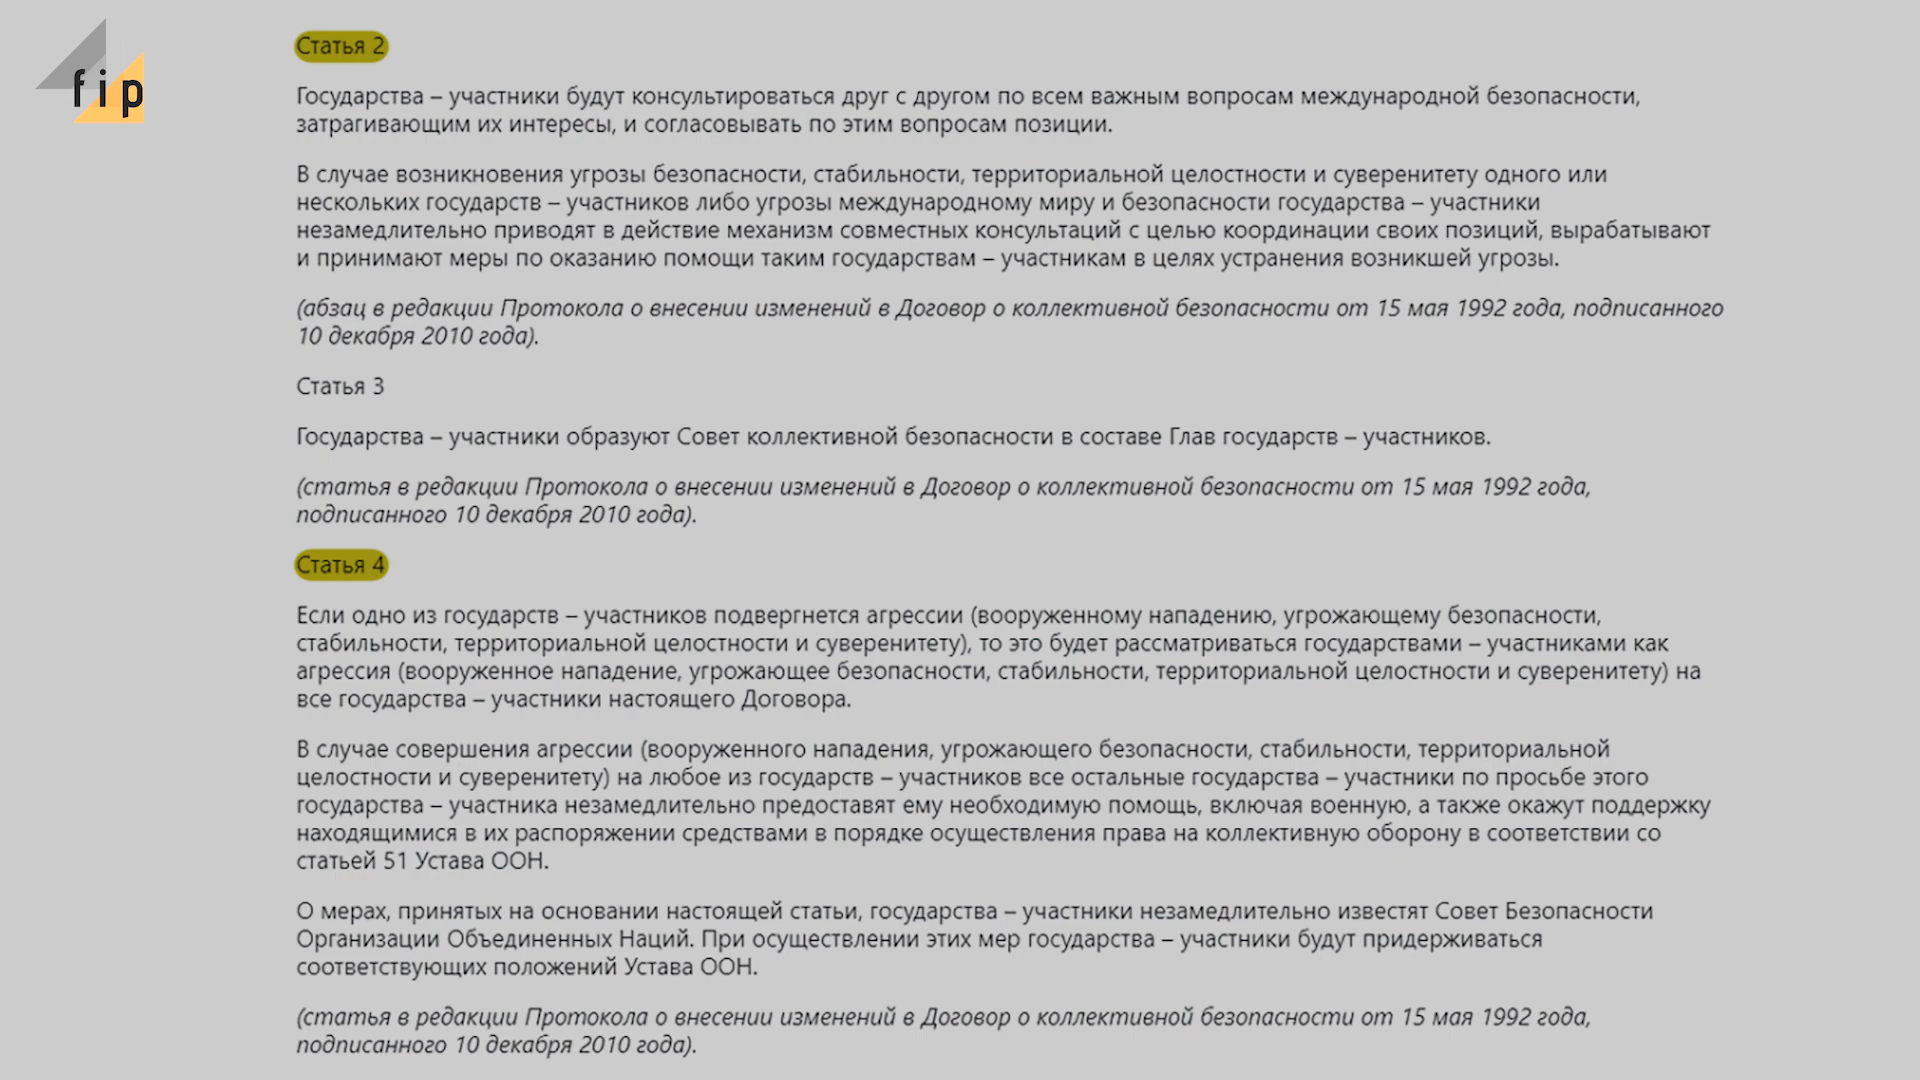 fip
Статья 2
Государства – участники будут консультироваться друг с другом по всем важным вопросам международной безопасности,
затрагивающим их интересы, и согласовывать по этим вопросам позиции.
В случае возникновения угрозы безопасности, стабильности, территориальной целостности и суверенитету одного или
нескольких государств – участников либо угрозы международному миру и безопасности государства – участники
незамедлительно приводят в действие механизм совместных консультаций с целью координации своих позиций, вырабатывают
и принимают меры по оказанию помощи таким государствам – участникам в целях устранения возникшей угрозы.
(абзац в редакции Протокола о внесении изменений в Договор о коллективной безопасности от 15 мая 1992 года, подписанного
10 декабря 2010 года).
Статья 3
Государства – участники образуют Совет коллективной безопасности в составе Глав государств – участников.
(статья в редакции Протокола о внесении изменений в Договор о коллективной безопасности от 15 мая 1992 года,
подписанного 10 декабря 2010 года).
Статья 4
Если одно из государств – участников подвергнется агрессии (вооруженному нападению, угрожающему безопасности,
стабильности, территориальной целостности и суверенитету), то это будет рассматриваться государствами – участниками как
агрессия (вооруженное нападение, угрожающее безопасности, стабильности, территориальной целостности и суверенитету) на
все государства – участники настоящего Договора.
В случае совершения агрессии (вооруженного нападения, угрожающего безопасности, стабильности, территориальной
целостности и суверенитету) на любое из государств – участников все остальные государства – участники по просьбе этого
государства – участника незамедлительно предоставят ему необходимую помощь, включая военную, а также окажут поддержку
находящимися в их распоряжении средствами в порядке осуществления права на коллективную оборону в соответствии со
статьей 51 Устава ООН.
О мерах, принятых на основании настоящей статьи, государства – участники незамедлительно известят Совет Безопасности
Организации Объединенных Наций. При осуществлении этих мер государства – участники будут придерживаться
соответствующих положений Устава ООН.
(статья в редакции Протокола о внесении изменений в Договор о коллективной безопасности от 15 мая 1992 года,
подписанного 10 декабря 2010 года).